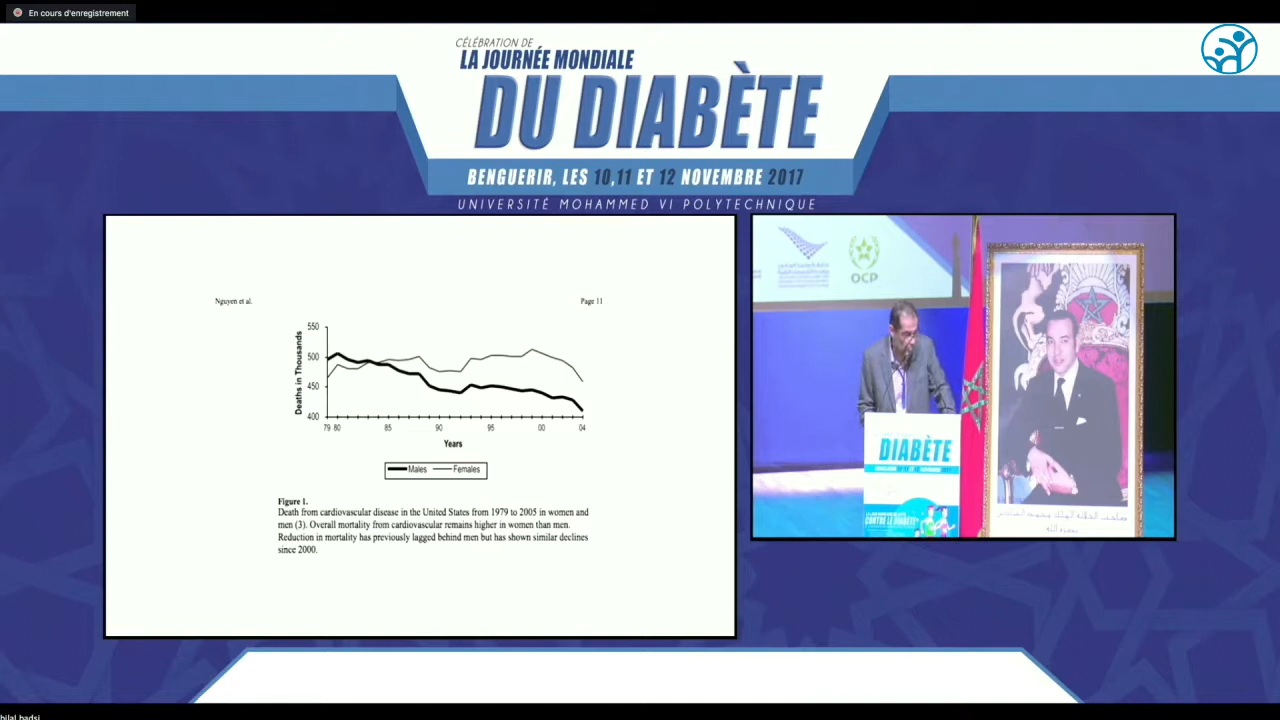 En cours d'enregistrement
CÉLÉBRATION DE
LA JOURNÉE MONDIALE
DU DIABÈTE
BENGUERIR, LES 10,11 ET 12 NOVEMBRE 2017
UNIVERSITÉ MOHAMMED VI POLYTECHNIQUE
Nguyen et al.
Page 11
Deaths in Thousands
550
500
450
400
79 80 85 90 95 00 04
Years
Males Females
Figure 1.
Death from cardiovascular disease in the United States from 1979 to 2005 in women and
men (3). Overall mortality from cardiovascular remains higher in women than men.
Reduction in mortality has previously lagged behind men but has shown similar declines
since 2000.
OCP
DIABÈTE
CONTRE LE DIABÈTE
bilal badsi